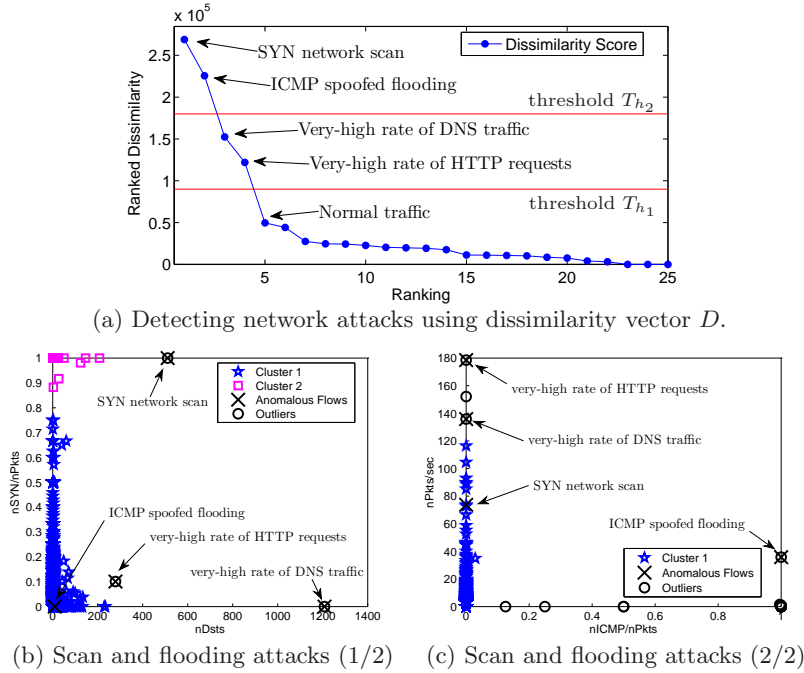 x 10^5
Ranked Dissimilarity
2.5
2
1.5
1
0.5
0
5
10
15
20
25
Ranking
Dissimilarity Score
SYN network scan
ICMP spoofed flooding
threshold T_{h_2}
Very-high rate of DNS traffic
Very-high rate of HTTP requests
threshold T_{h_1}
Normal traffic
(a) Detecting network attacks using dissimilarity vector D.
nSYN/nPkts
1
0.9
0.8
0.7
0.6
0.5
0.4
0.3
0.2
0.1
0
0
200
400
600
800
1000
1200
1400
nDsts
Cluster 1
Cluster 2
Anomalous Flows
Outliers
SYN network scan
ICMP spoofed flooding
very-high rate of HTTP requests
very-high rate of DNS traffic
(b) Scan and flooding attacks (1/2)
nPkts/sec
180
160
140
120
100
80
60
40
20
0
0
0.2
0.4
0.6
0.8
1
nICMP/nPkts
very-high rate of HTTP requests
very-high rate of DNS traffic
SYN network scan
ICMP spoofed flooding
Cluster 1
Anomalous Flows
Outliers
(c) Scan and flooding attacks (2/2)